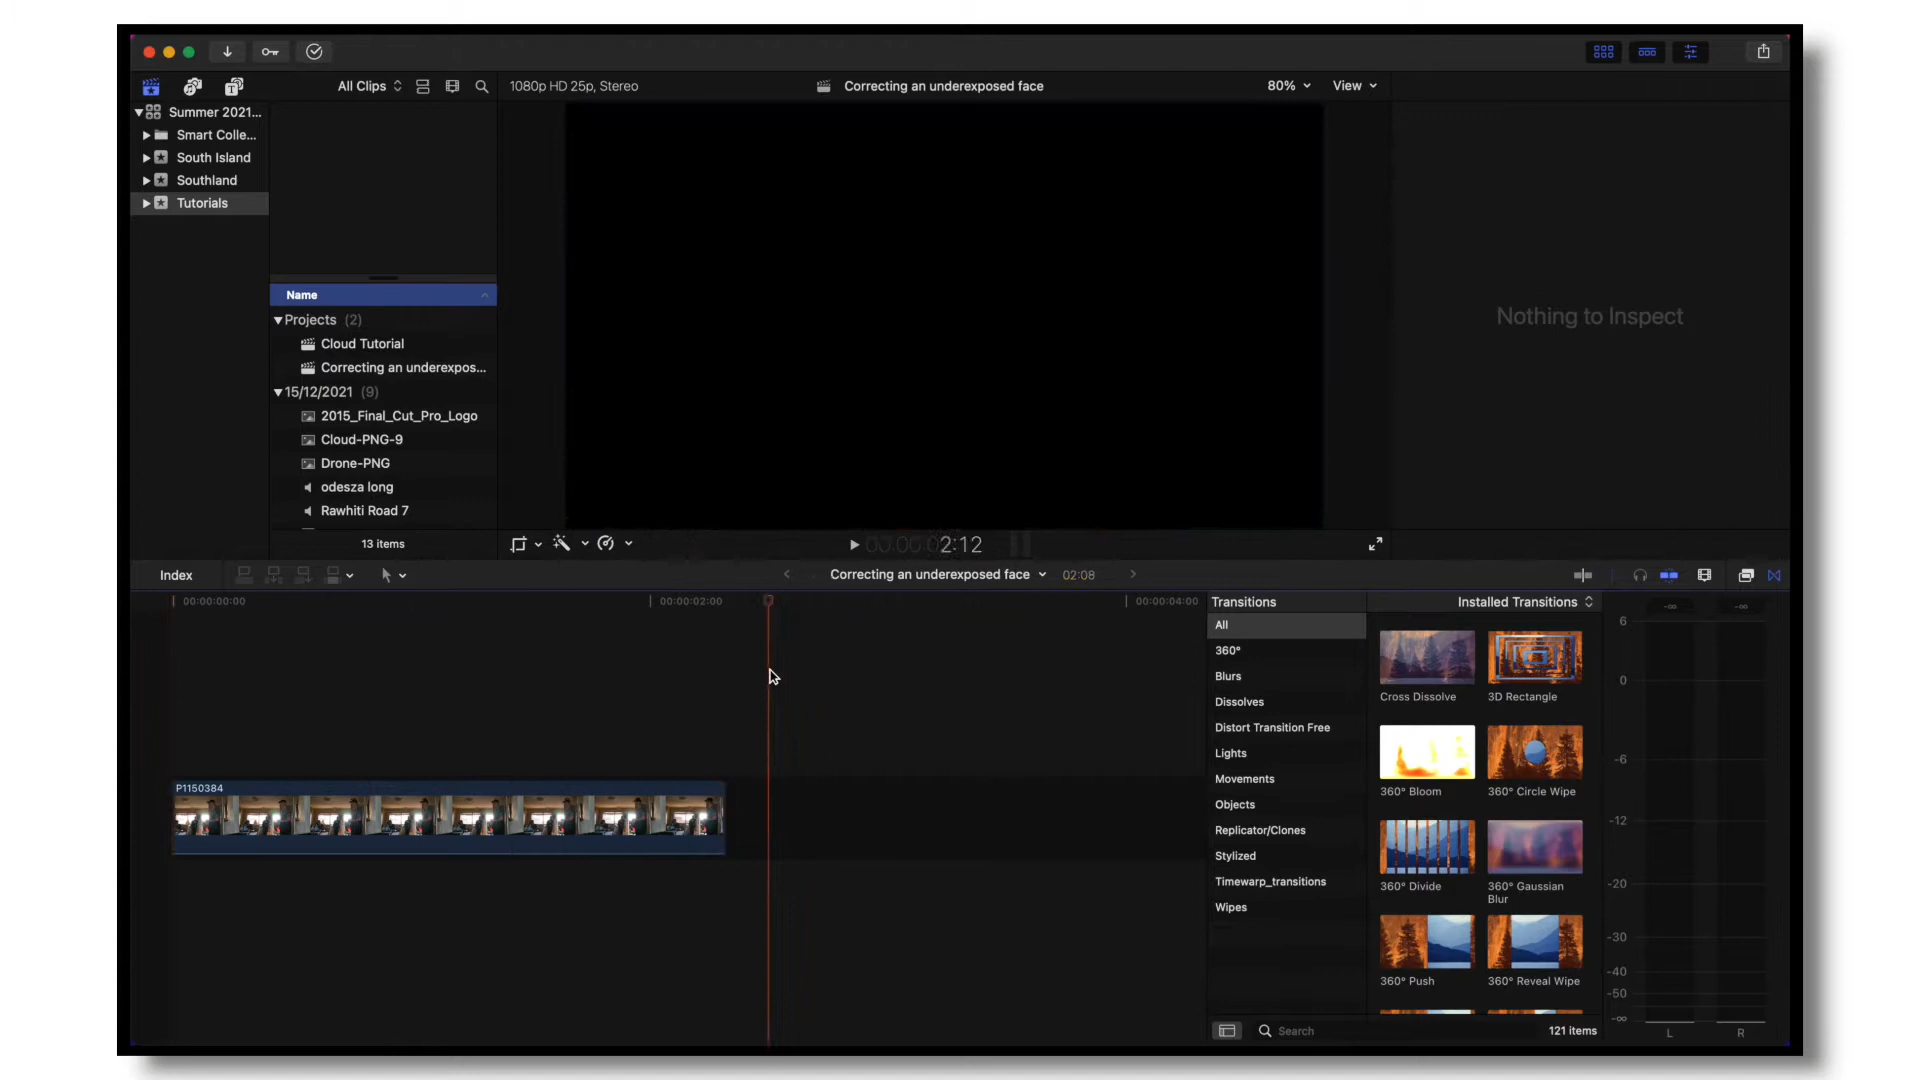 All Clips
1080p HD 25p, Stereo
Correcting an underexposed face
80%
View
Summer 2021...
Smart Colle...
South Island
Southland
Tutorials
Name
Projects (2)
Cloud Tutorial
Correcting an underexpos...
15/12/2021 (9)
2015_Final_Cut_Pro_Logo
Cloud-PNG-9
Drone-PNG
odesza long
Rawhiti Road 7
13 items
Nothing to Inspect
00:00:02:12
Index
Correcting an underexposed face
02:08
00:00:00:00
00:00:02:00
00:00:04:00
P1150384
Transitions
Installed Transitions
All
360°
Blurs
Dissolves
Distort Transition Free
Lights
Movements
Objects
Replicator/Clones
Stylized
Timewarp_transitions
Wipes
Cross Dissolve
3D Rectangle
360° Bloom
360° Circle Wipe
360° Divide
360° Gaussian
Blur
360° Push
360° Reveal Wipe
Search
121 items
-∞ -∞
6
0
-6
-12
-20
-30
-40
-50
-∞
L R